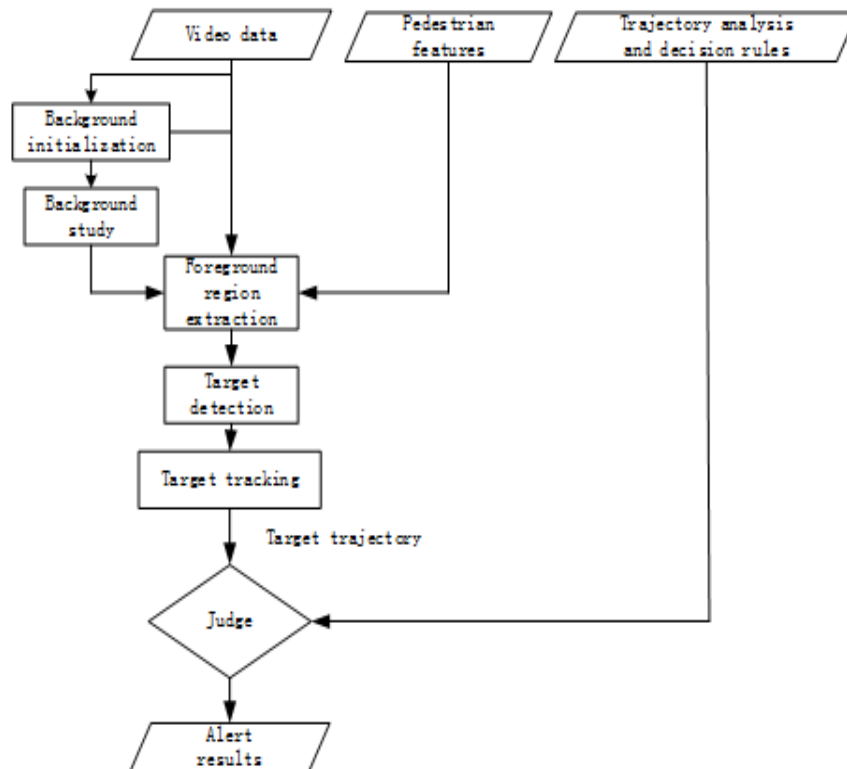 Video data
Pedestrian
features
Trajectory analysis
and decision rules
Background
initialization
Background
study
Foreground
region
extraction
Target
detection
Target tracking
Target trajectory
Judge
Alert
results